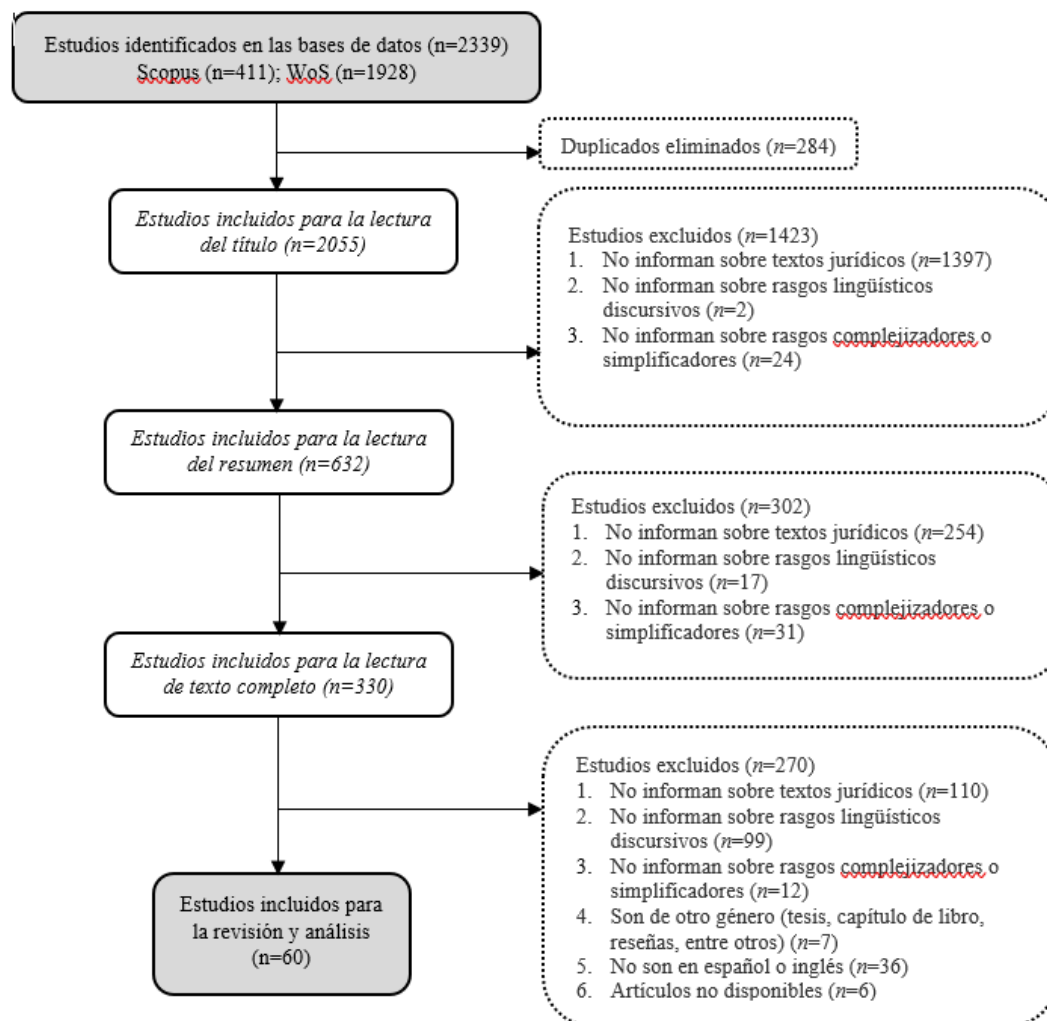 Estudios identificados en las bases de datos (n=2339)
Scopus (n=411); WoS (n=1928)
Duplicados eliminados (n=284)
Estudios incluidos para la lectura
del título (n=2055)
Estudios excluidos (n=1423)
1. No informan sobre textos jurídicos (n=1397)
2. No informan sobre rasgos lingüísticos
discursivos (n=2)
3. No informan sobre rasgos complejizadores o
simplificadores (n=24)
Estudios incluidos para la lectura
del resumen (n=632)
Estudios excluidos (n=302)
1. No informan sobre textos jurídicos (n=254)
2. No informan sobre rasgos lingüísticos
discursivos (n=17)
3. No informan sobre rasgos complejizadores o
simplificadores (n=31)
Estudios incluidos para la lectura
de texto completo (n=330)
Estudios excluidos (n=270)
1. No informan sobre textos jurídicos (n=110)
2. No informan sobre rasgos lingüísticos
discursivos (n=99)
3. No informan sobre rasgos complejizadores o
simplificadores (n=12)
4. Son de otro género (tesis, capítulo de libro,
reseñas, entre otros) (n=7)
5. No son en español o inglés (n=36)
6. Artículos no disponibles (n=6)
Estudios incluidos para
la revisión y análisis
(n=60)